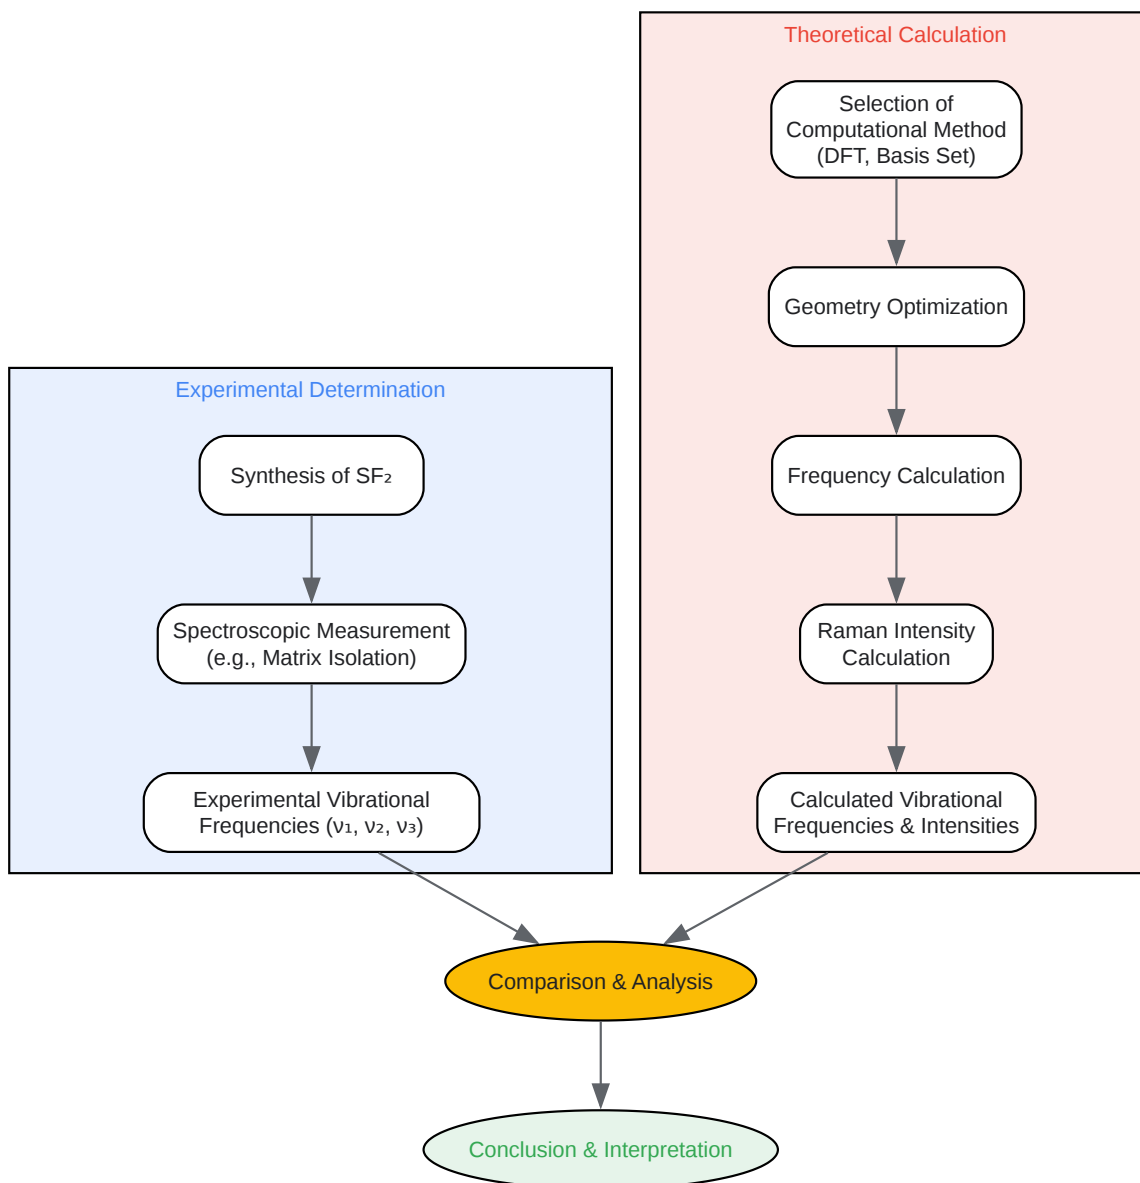 Theoretical Calculation
Selection of
Computational Method
(DFT, Basis Set)
Geometry Optimization
Frequency Calculation
Raman Intensity
Calculation
Calculated Vibrational
Frequencies & Intensities
Experimental Determination
Synthesis of SF₂
Spectroscopic Measurement
(e.g., Matrix Isolation)
Experimental Vibrational
Frequencies (ν₁, ν₂, ν₃)
Comparison & Analysis
Conclusion & Interpretation